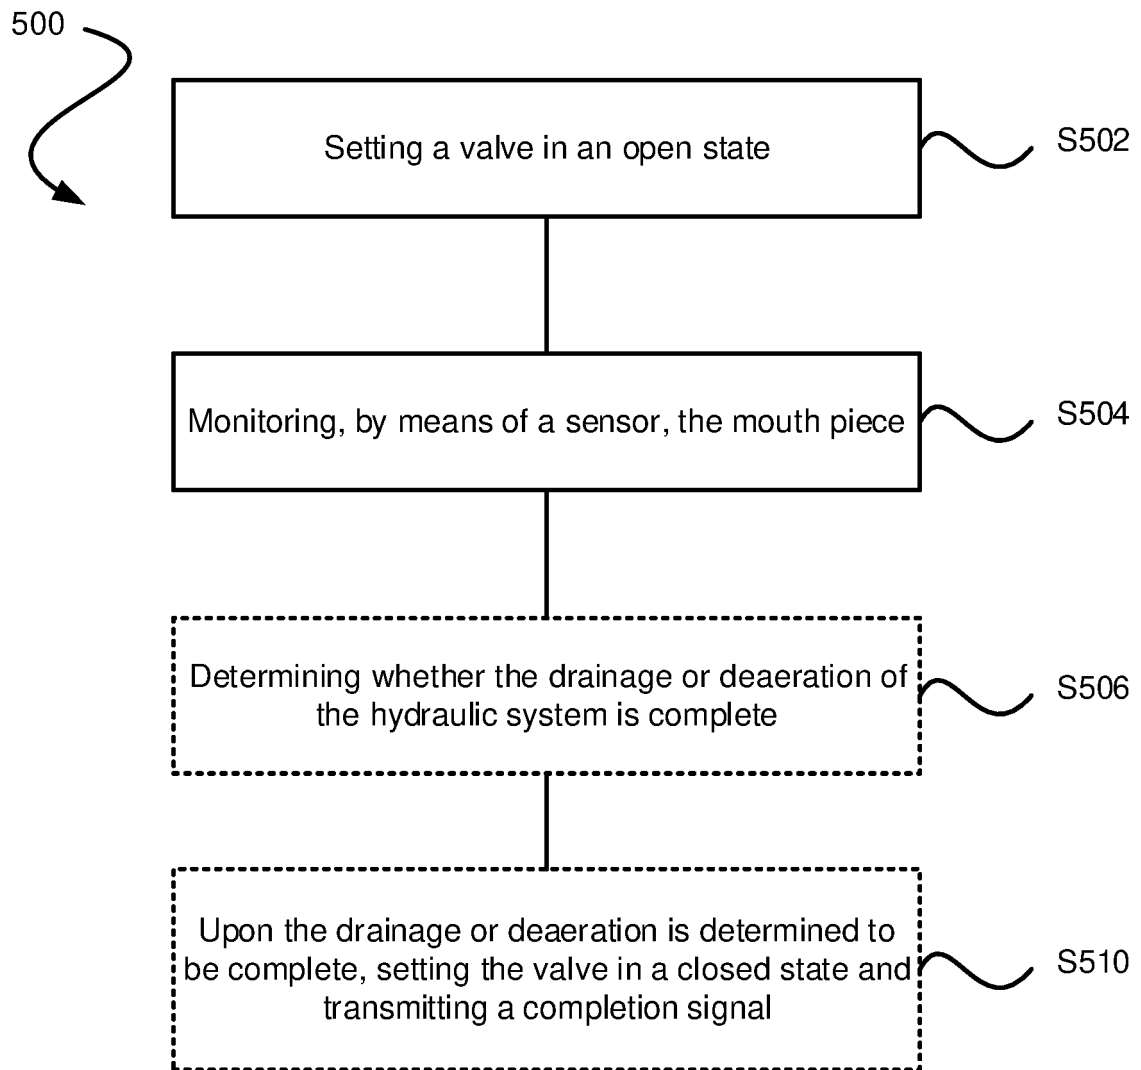 500
Setting a valve in an open state
S502
Monitoring, by means of a sensor, the mouth piece
S504
Determining whether the drainage or deaeration of
the hydraulic system is complete
S506
Upon the drainage or deaeration is determined to
be complete, setting the valve in a closed state and
transmitting a completion signal
S510